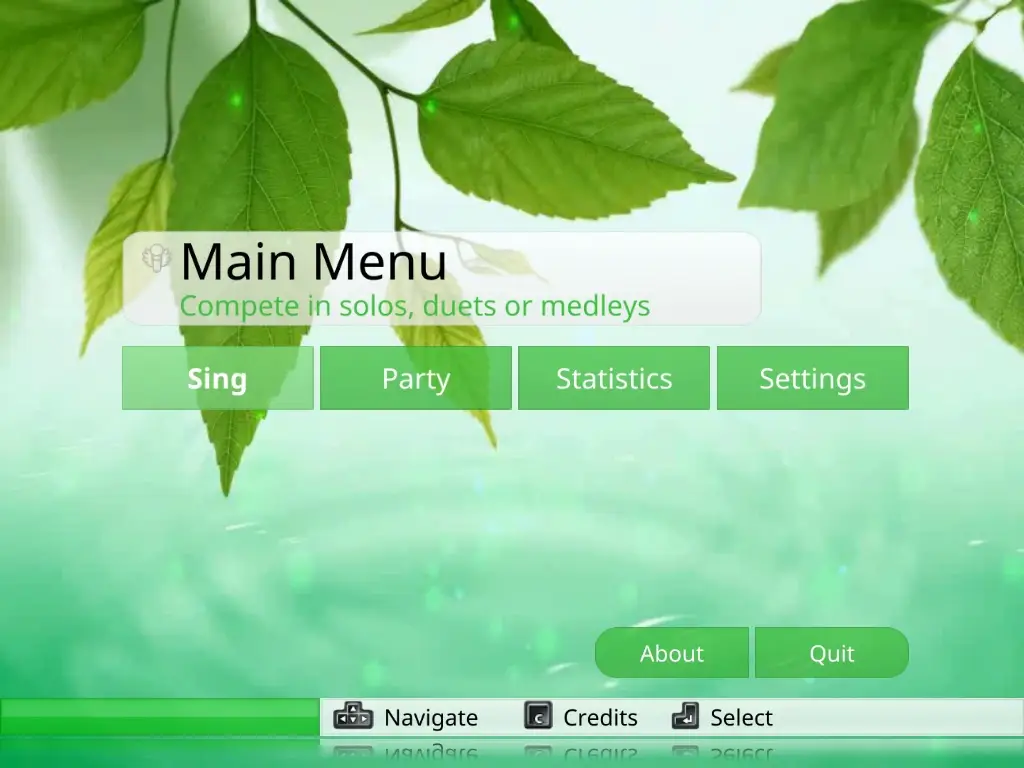 Main Menu
Compete in solos, duets or medleys
Sing
Party
Statistics
Settings
About
Quit
Navigate
C
Credits
Select